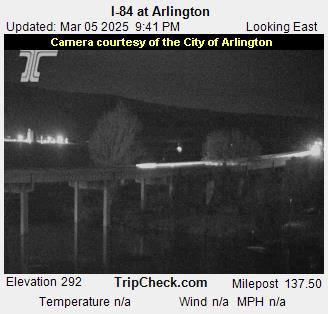 I-84 at Arlington
Updated: Mar 05 2025 9:41 PM Looking East
Camera courtesy of the City of Arlington
Elevation 292 TripCheck.com Milepost 137.50
Temperature n/a Wind n/a MPH n/a